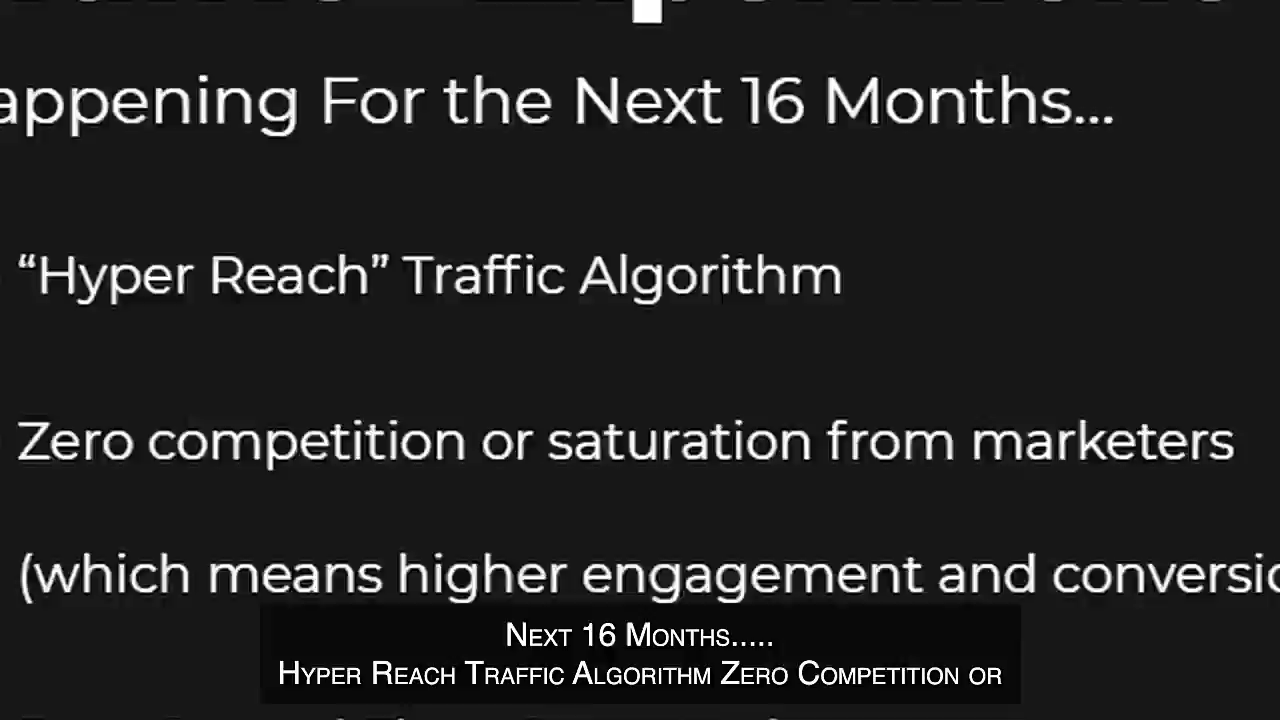 appening For the Next 16 Months...
“Hyper Reach” Traffic Algorithm
Zero competition or saturation from marketers
(which means higher engagement and conversio
NEXT 16 MONTHS.....
HYPER REACH TRAFFIC ALGORITHM ZERO COMPETITION OR